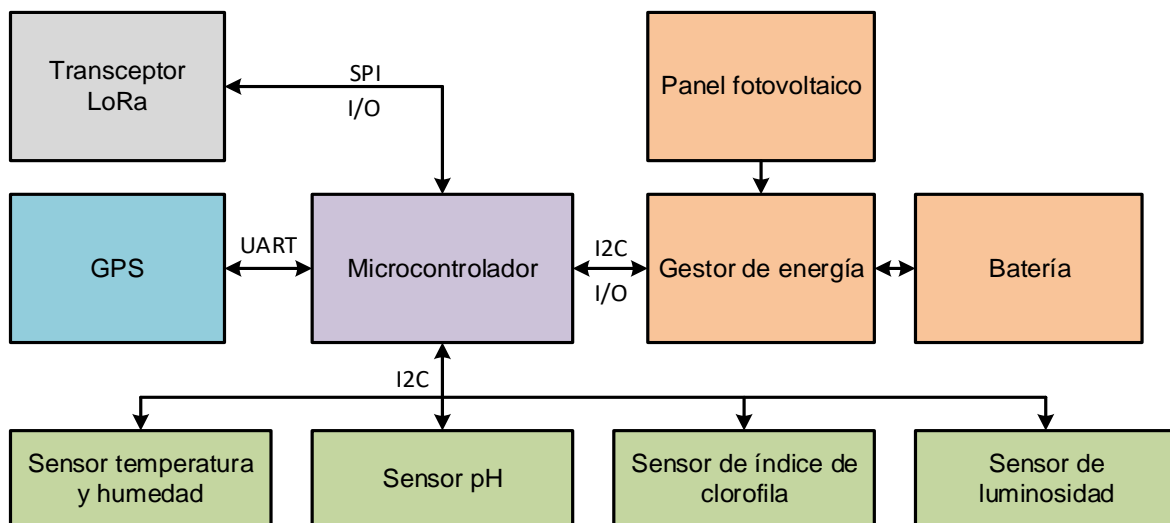 Transceptor
LoRa
SPI
I/O
Panel fotovoltaico
GPS
UART
Microcontrolador
I2C
I/O
Gestor de energía
Batería
I2C
Sensor temperatura
y humedad
Sensor pH
Sensor de índice de
clorofila
Sensor de
luminosidad